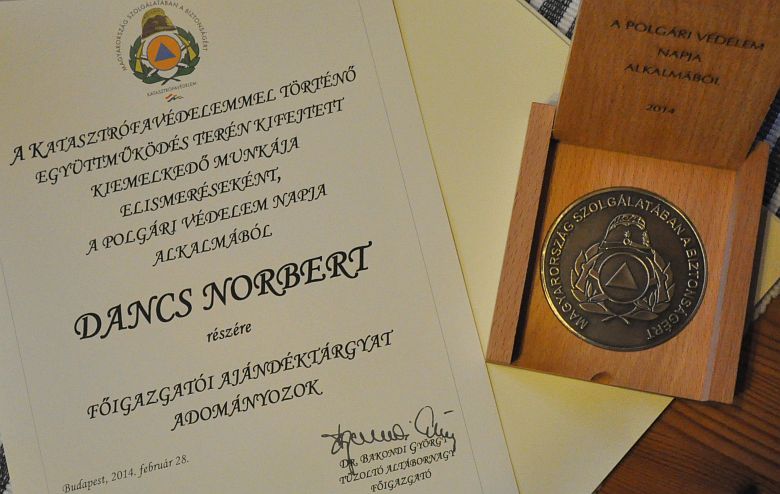 MAGYARORSZÁG SZOLGÁLATÁBAN A BIZTONSÁGÉRT
KATASZTRÓFAVÉDELEM
A KATASZTRÓFAVÉDELEMMEL TÖRTÉNŐ
EGYÜTTMŰKÖDÉS TERÉN KIFEJTETT
KIEMELKEDŐ MUNKÁJA
ELISMERÉSEKÉNT,
A POLGÁRI VÉDELEM NAPJA
ALKALMÁBÓL
DANCS NORBERT
részére
FŐIGAZGATÓI AJÁNDÉKTÁRGYAT
ADOMÁNYOZOK
Budapest, 2014. február 28.
DR. BAKONDI GYÖRGY
TŰZOLTÓ ALTÁBORNAGY
FŐIGAZGATÓ
A POLGÁRI VÉDELEM
NAPJA
ALKALMÁBÓL
2014
MAGYARORSZÁG SZOLGÁLATÁBAN A BIZTONSÁGÉRT